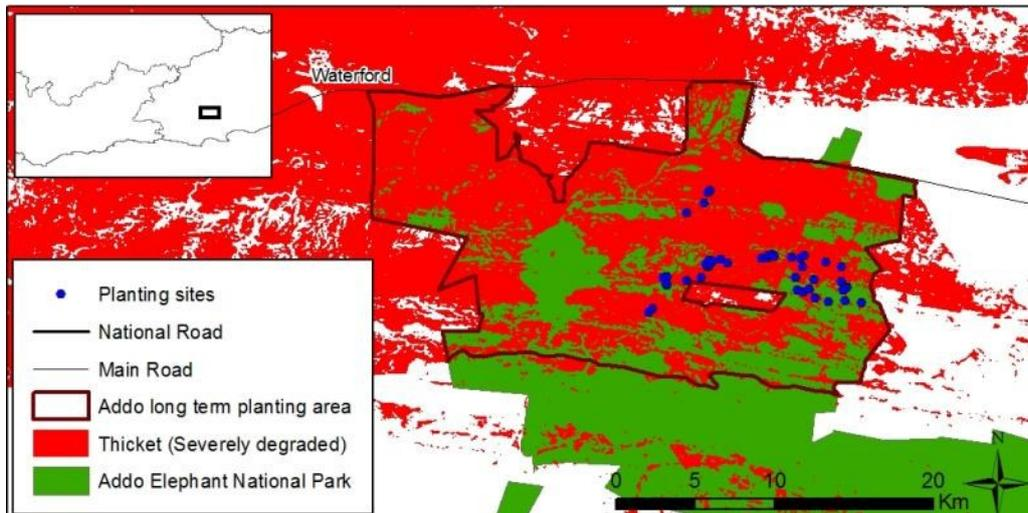 Waterford
Planting sites
National Road
Main Road
Addo long term planting area
Thicket (Severely degraded)
Addo Elephant National Park
N
0 5 10 20
Km